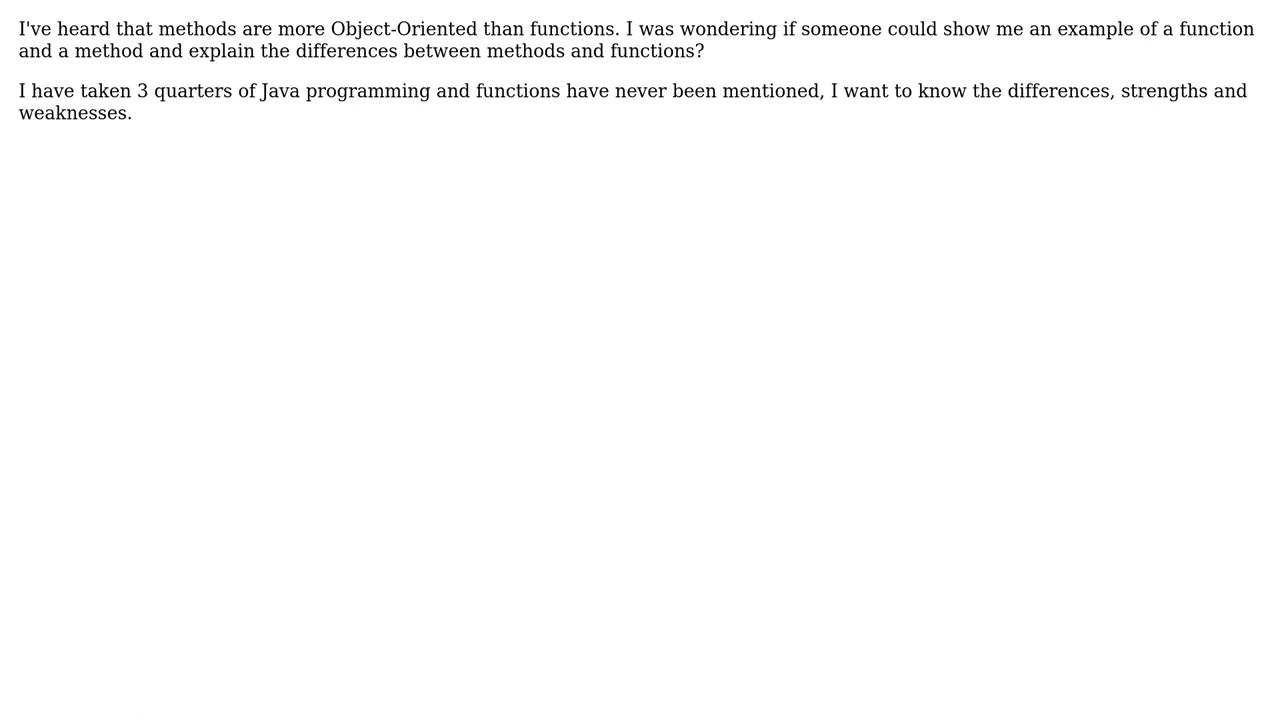 I've heard that methods are more Object-Oriented than functions. I was wondering if someone could show me an example of a function
and a method and explain the differences between methods and functions?
I have taken 3 quarters of Java programming and functions have never been mentioned, I want to know the differences, strengths and
weaknesses.